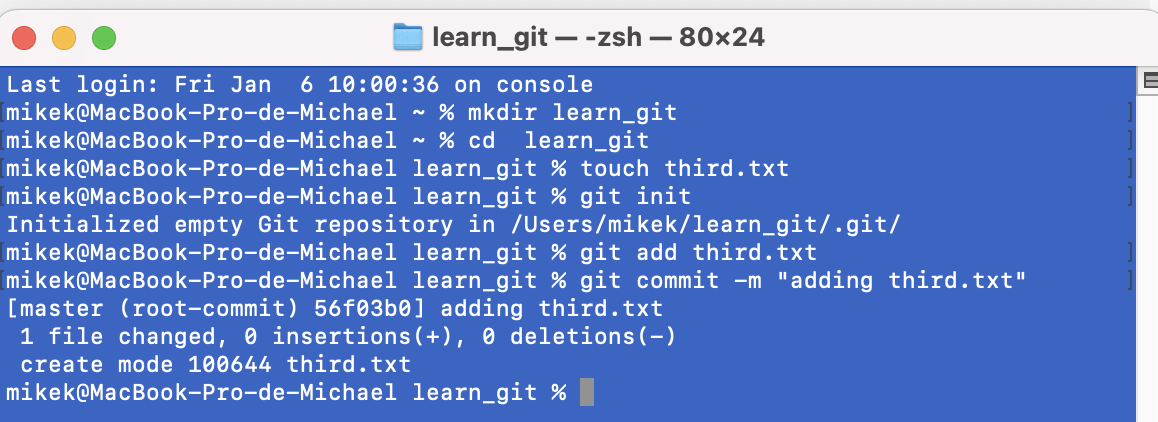 learn_git — -zsh — 80×24
Last login: Fri Jan  6 10:00:36 on console
[mikek@MacBook-Pro-de-Michael ~ % mkdir learn_git ]
[mikek@MacBook-Pro-de-Michael ~ % cd  learn_git ]
[mikek@MacBook-Pro-de-Michael learn_git % touch third.txt ]
[mikek@MacBook-Pro-de-Michael learn_git % git init ]
Initialized empty Git repository in /Users/mikek/learn_git/.git/
[mikek@MacBook-Pro-de-Michael learn_git % git add third.txt ]
[mikek@MacBook-Pro-de-Michael learn_git % git commit -m "adding third.txt" ]
[master (root-commit) 56f03b0] adding third.txt
 1 file changed, 0 insertions(+), 0 deletions(-)
 create mode 100644 third.txt
mikek@MacBook-Pro-de-Michael learn_git %